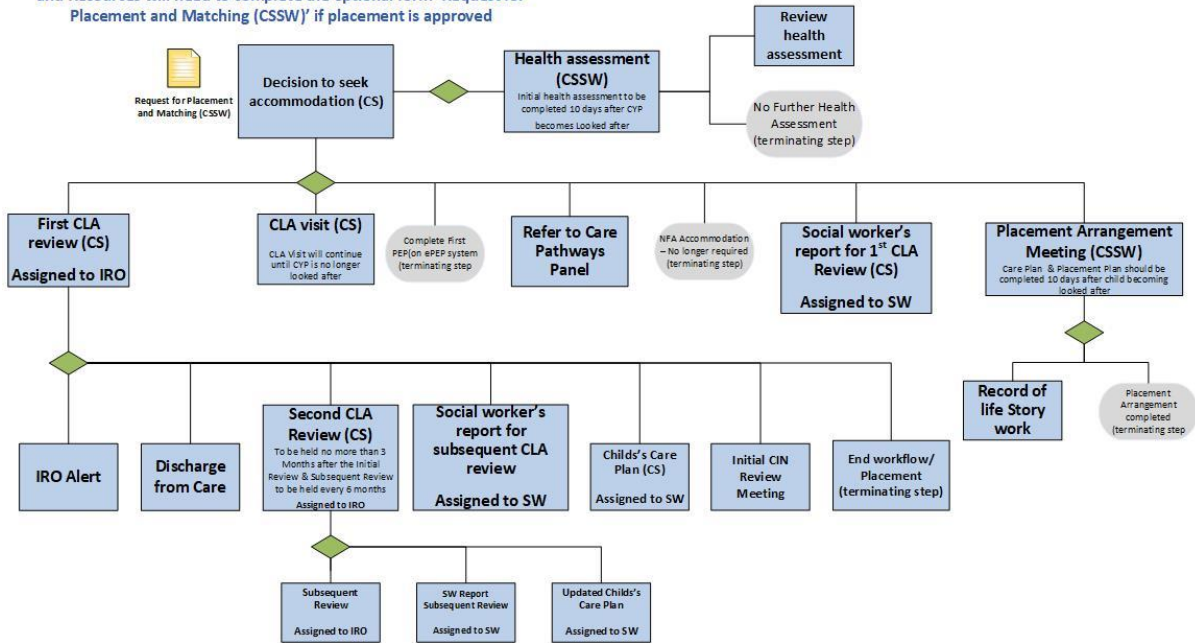 and Resources will need to complete the optional form 'Request for
Placement and Matching (CSSW)' if placement is approved
Request for Placement
and Matching (CSSW)
Decision to seek
accommodation (CS)
Health assessment
(CSSW)
Initial health assessment to be
completed 10 days after CYP
becomes Looked after
Review
health
assessment
No Further Health
Assessment
(terminating step)
First CLA
review (CS)
Assigned to IRO
CLA visit (CS)
CLA Visit will continue
until CYP is no longer
looked after
Complete First
PEP(on ePEP system)
(terminating step
Refer to Care
Pathways
Panel
NFA Accommodation
– No longer required
(terminating step)
Social worker's
report for 1st CLA
Review (CS)
Assigned to SW
Placement Arrangement
Meeting (CSSW)
Care Plan & Placement Plan should be
completed 10 days after child becoming
looked after
Record of
life Story
work
Placement
Arrangement
completed
(terminating step
IRO Alert
Discharge
from Care
Second CLA
Review (CS)
To be held no more than 3
Months after the Initial
Review & Subsequent Review
to be held every 6 months
Assigned to IRO
Social worker's
report for
subsequent CLA
review
Assigned to SW
Childs's Care
Plan (CS)
Assigned to SW
Initial CIN
Review
Meeting
End workflow/
Placement
(terminating step)
Subsequent
Review
Assigned to IRO
SW Report
Subsequent Review
Assigned to SW
Updated Childs's
Care Plan
Assigned to SW